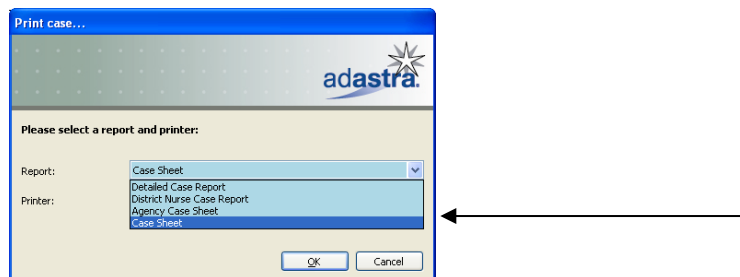 Print case...
adastra.
Please select a report and printer:
Report: Case Sheet
Detailed Case Report
Printer: District Nurse Case Report
Agency Case Sheet
Case Sheet
OK Cancel